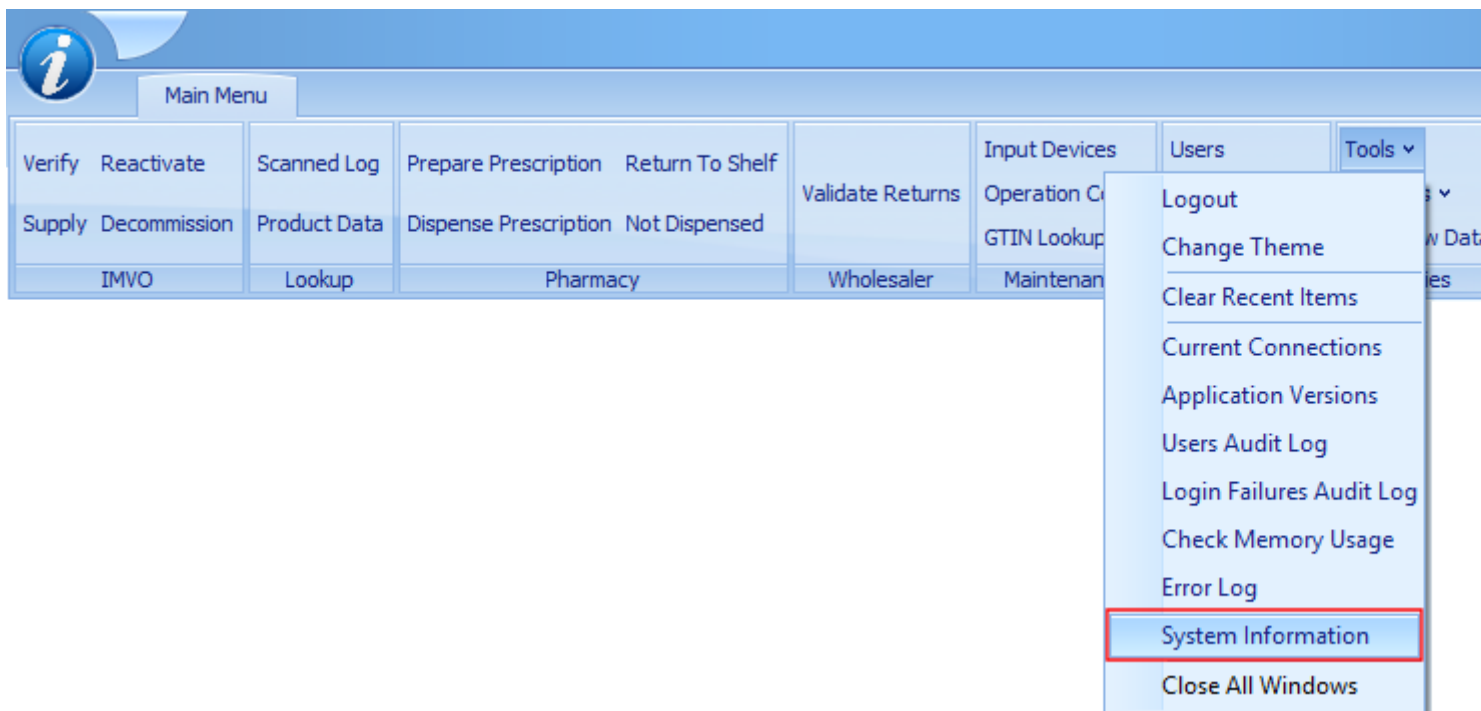 i
Main Menu
Verify Reactivate
Supply Decommission
IMVO
Scanned Log
Product Data
Lookup
Prepare Prescription Return To Shelf
Dispense Prescription Not Dispensed
Pharmacy
Validate Returns
Wholesaler
Input Devices
Operation
GTIN Lookup
Users
Tools
Logout
Change Theme
Clear Recent Items
Current Connections
Application Versions
Users Audit Log
Login Failures Audit Log
Check Memory Usage
Error Log
System Information
Close All Windows